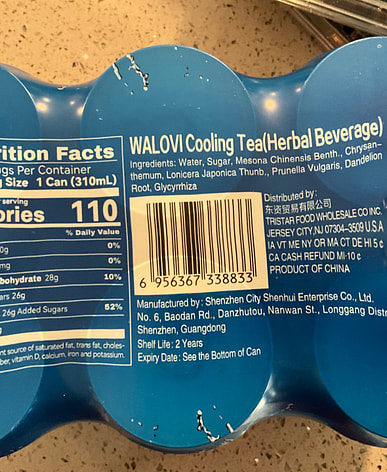 WALOVI Cooling Tea(Herbal Beverage)
Ingredients: Water, Sugar, Mesona Chinensis Benth., Chrysan-
themum, Lonicera Japonica Thunb., Prunella Vulgaris, Dandelion
Root, Glycyrrhiza
rition Facts
ngs Per Container
Size 1 Can (310mL)
serving
ories 110
% Daily Value
0g 0%
mg 0%
bohydrate 28g 10%
ars 26g
26g Added Sugars 52%
nt source of saturated fat, trans fat, choles-
ber, vitamin D, calcium, iron and potassium.
6 956367 338833
Distributed by:
东资贸易有限公司
TRISTAR FOOD WHOLESALE CO INC.
JERSEY CITY,NJ 07304-3509 U.S.A
IA VT ME NY OR MA CT DE HI 5 ¢
CA CASH REFUND MI-10 ¢
PRODUCT OF CHINA
Manufactured by: Shenzhen City Shenhui Enterprise Co., Ltd.
No. 6, Baodan Rd., Danzhutou, Nanwan St., Longgang Distr
Shenzhen, Guangdong
Shelf Life: 2 Years
Expiry Date: See the Bottom of Can